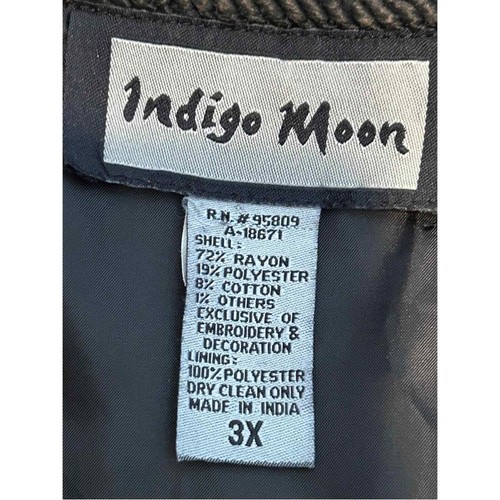 Indigo Moon
R.N. # 95809
A-18671
SHELL:
72% RAYON
19% POLYESTER
8% COTTON
1% OTHERS
EXCLUSIVE OF
EMBROIDERY &
DECORATION
LINING:
100% POLYESTER
DRY CLEAN ONLY
MADE IN INDIA
3X